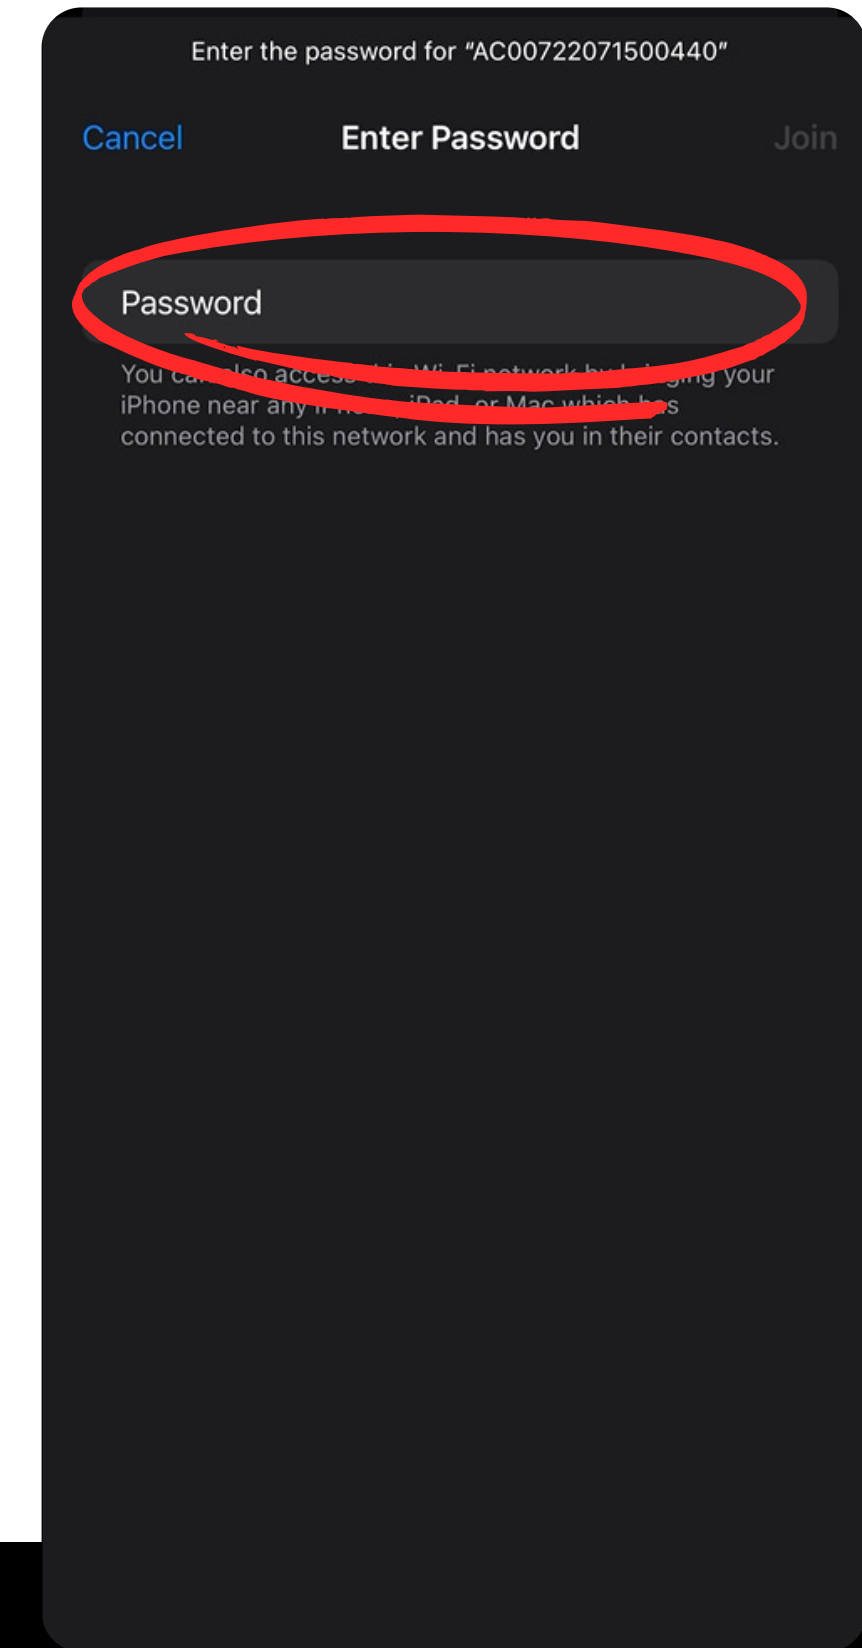 Enter the password for “AC00722071500440”
Cancel
Enter Password
Join
Password
You can also access this Wi-Fi network by bringing your
iPhone near any iPhone, iPad, or Mac which has
connected to this network and has you in their contacts.